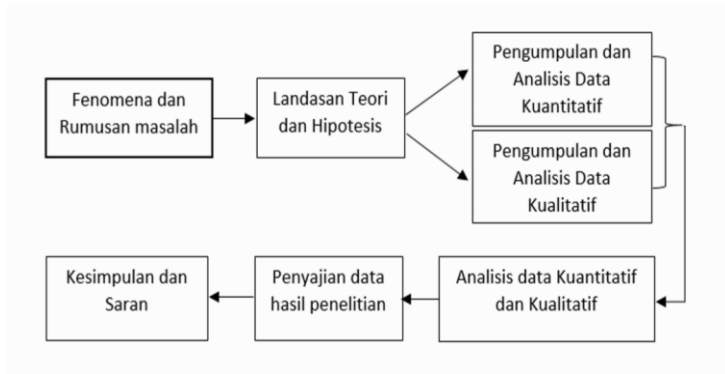 Fenomena dan
Rumusan masalah
Landasan Teori
dan Hipotesis
Pengumpulan dan
Analisis Data
Kuantitatif
Pengumpulan dan
Analisis Data
Kualitatif
Analisis data Kuantitatif
dan Kualitatif
Penyajian data
hasil penelitian
Kesimpulan dan
Saran